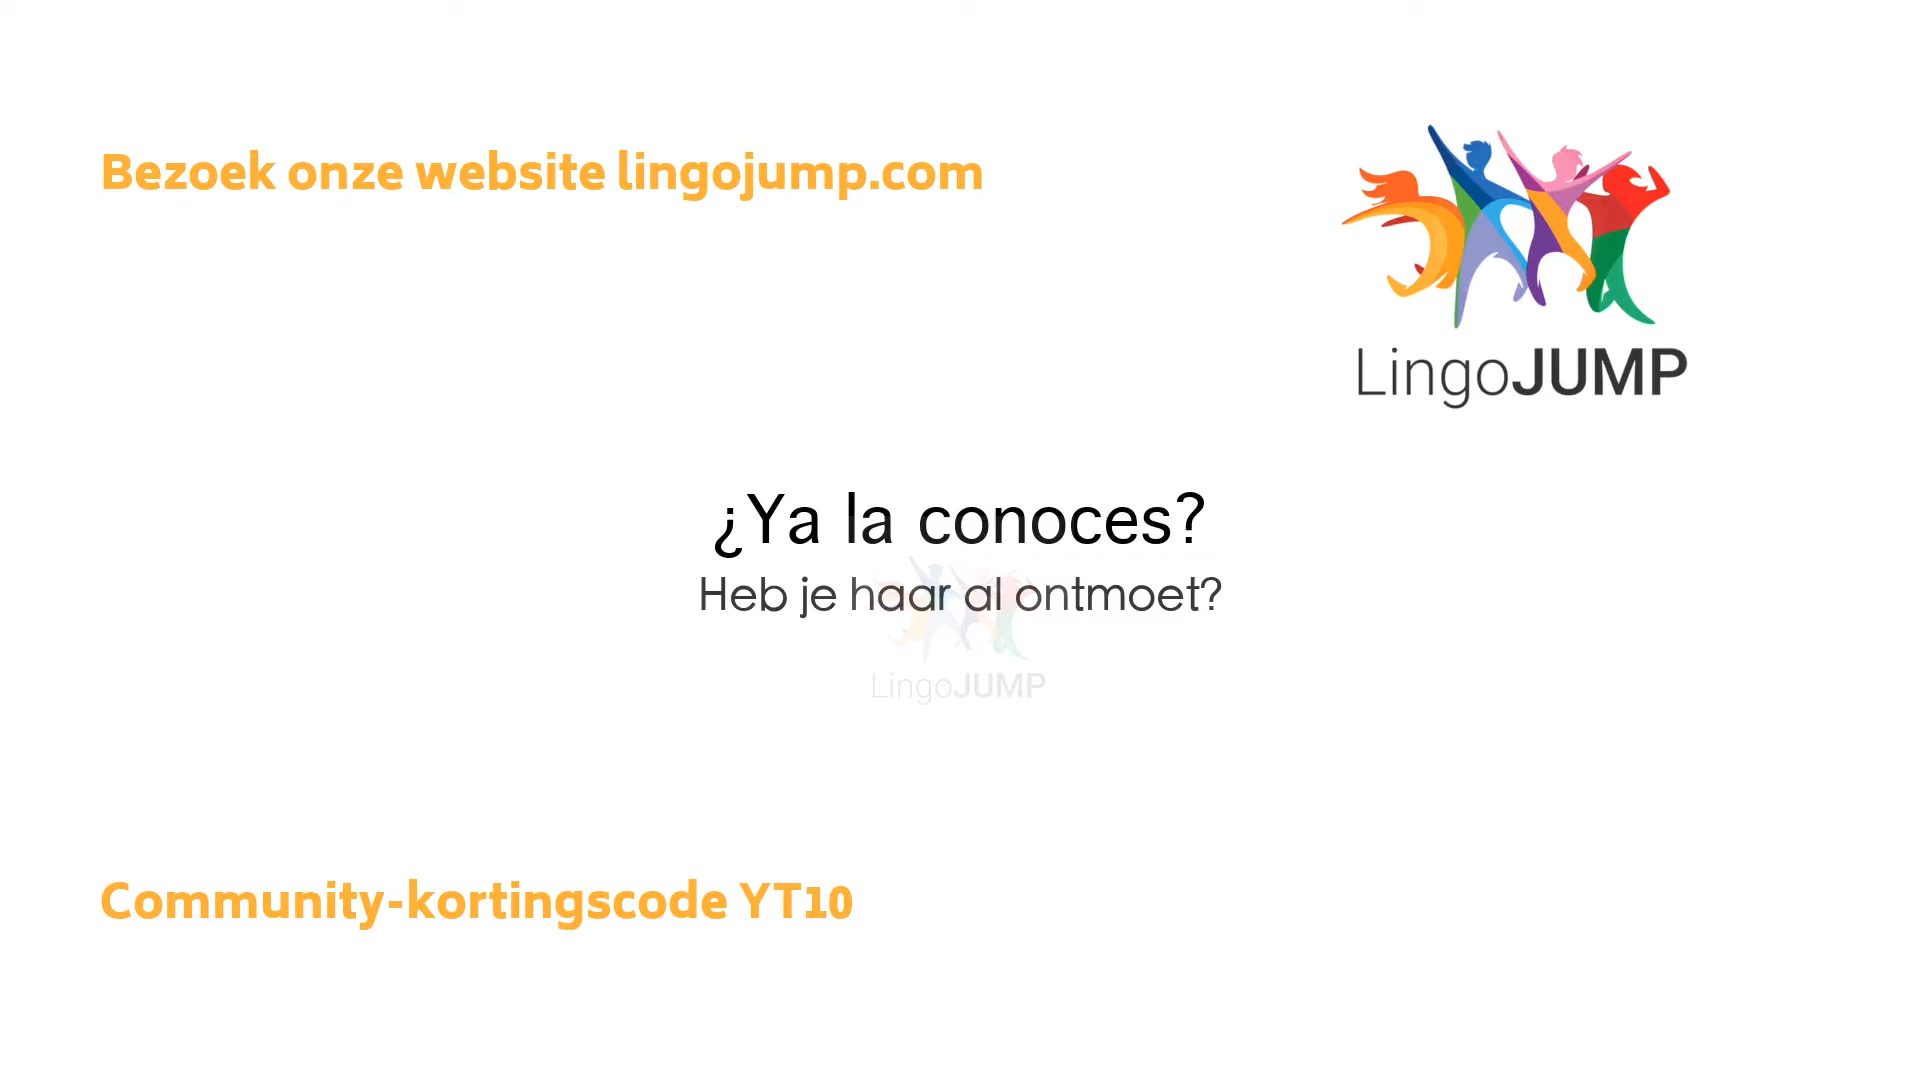 Bezoek onze website lingojump.com
LingoJUMP
¿Ya la conoces?
Heb je haar al ontmoet?
LingoJUMP
Community-kortingscode YT10